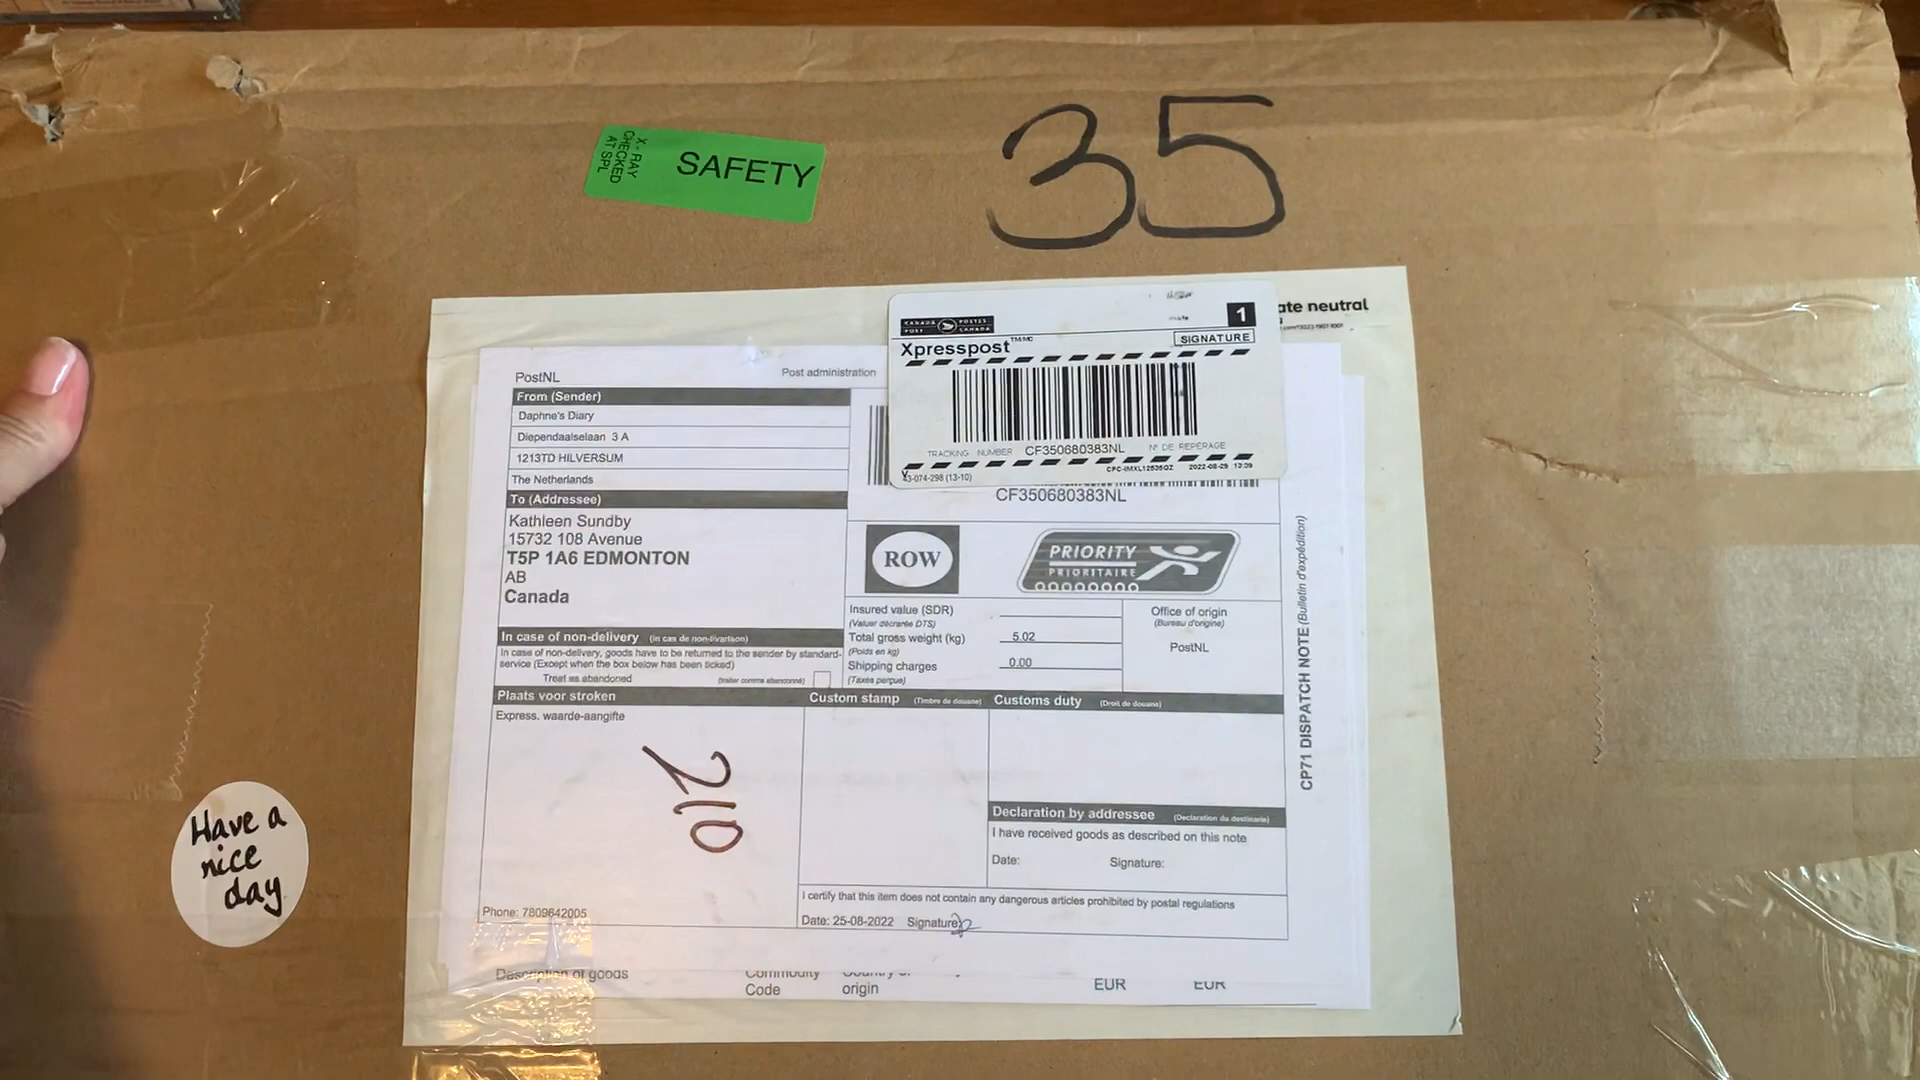 35
X-RAY
CHECKED
AT SPL
SAFETY
ate neutral
CANADA POSTES
POST CANADA
1
Xpresspost TM/MC
SIGNATURE
TRACKING NUMBER CF350680383NL N° DE REPÉRAGE
2022-08-29
43-074-298 (13-10)
CF350680383NL
PostNL
Post administration
From (Sender)
Daphne's Diary
Diependaalselaan 3 A
1213TD HILVERSUM
The Netherlands
To (Addressee)
Kathleen Sundby
15732 108 Avenue
T5P 1A6 EDMONTON
AB
Canada
ROW
PRIORITY
PRIORITAIRE
Insured value (SDR)
Total gross weight (kg) 5.02
(Poids en kg)
Shipping charges 0.00
(Taxes perçue)
Office of origin
(Bureau d'origine)
PostNL
In case of non-delivery
In case of non-delivery, goods have to be returned to the sender by standard-
service (Except when the box below has been ticked)
Treat as abandoned
Plaats voor stroken
Express. waarde-aangifte
210
Phone: 7809642005
Custom stamp (Timbre de douane)
Customs duty (Droit de douane)
Declaration by addressee
I have received goods as described on this note
Date: Signature:
I certify that this item does not contain any dangerous articles prohibited by postal regulations
Date: 25-08-2022 Signature
CP71 DISPATCH NOTE (Bulletin d'expédition)
Description of goods
Commodity
Code
Country
origin
EUR
EUR
Have a
nice
day